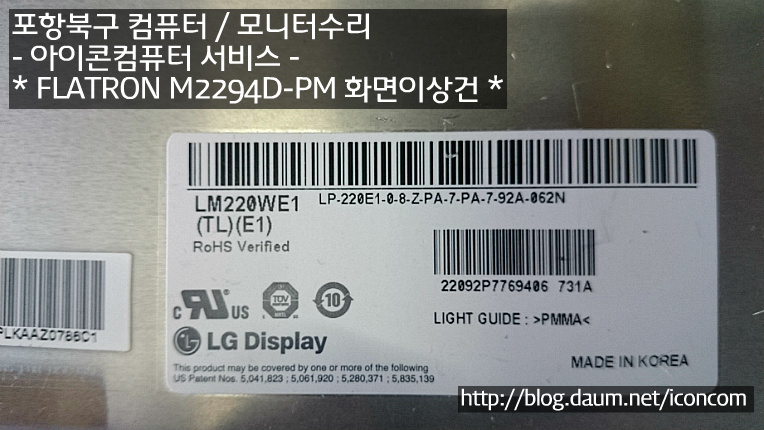 포항북구 컴퓨터 / 모니터수리
- 아이콘컴퓨터 서비스 -
* FLATRON M2294D-PM 화면이상건 *
LM220WE1
LP-220E1-0-8-Z-PA-7-PA-7-92A-062N
(TL)(E1)
RoHS Verified
22092P7769406 731A
LIGHT GUIDE : >PMMA<
PLKAAZ0786C1
c US
TÜV
10
LG Display
MADE IN KOREA
This product may be covered by one or more of the following
US Patent Nos. 5,041,823 ; 5,061,920 ; 5,280,371 ; 5,835,139
http://blog.daum.net/iconcom